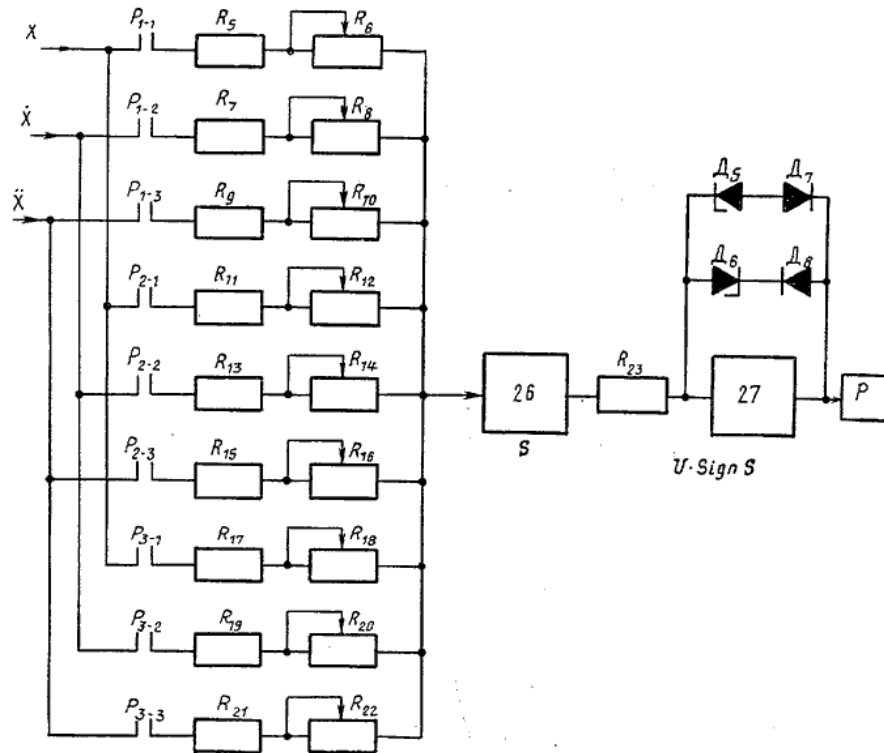 X P1-1 R5 R6
Ẋ P1-2 R7 R8
Ẍ P1-3 R9 R10
P2-1 R11 R12
P2-2 R13 R14
P2-3 R15 R16
P3-1 R17 R18
P3-2 R19 R20
P3-3 R21 R22
Д5 Д7
Д6 Д8
26 R23 27 P
S
U·Sign S